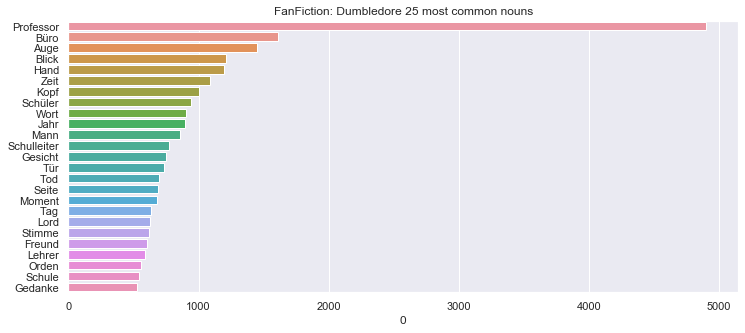 FanFiction: Dumbledore 25 most common nouns
Professor
Büro
Auge
Blick
Hand
Zeit
Kopf
Schüler
Wort
Jahr
Mann
Schulleiter
Gesicht
Tür
Tod
Seite
Moment
Tag
Lord
Stimme
Freund
Lehrer
Orden
Schule
Gedanke
0 1000 2000 3000 4000 5000
0